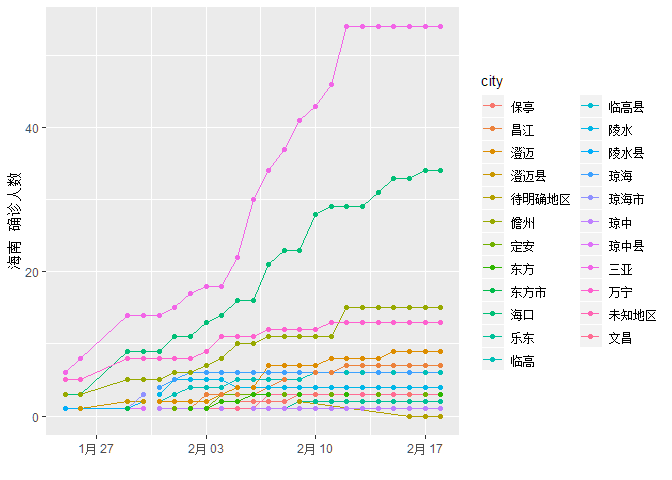 海南 确诊人数
40
20
0
1月 27
2月 03
2月 10
2月 17
city
保亭
昌江
澄迈
澄迈县
待明确地区
儋州
定安
东方
东方市
海口
乐东
临高
临高县
陵水
陵水县
琼海
琼海市
琼中
琼中县
三亚
万宁
未知地区
文昌